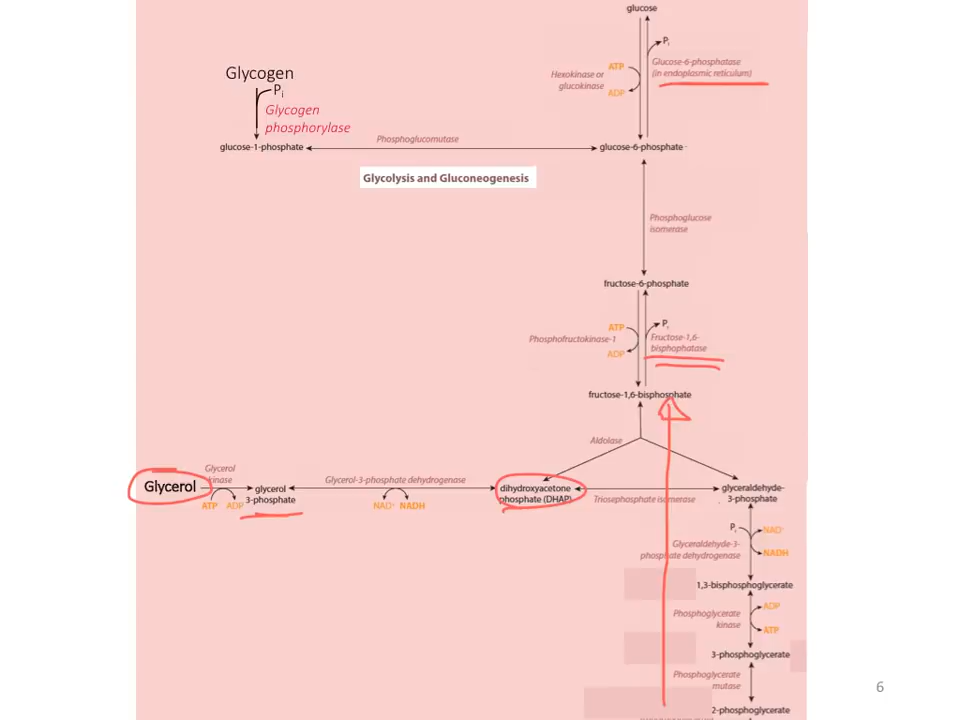 glucose
Pi
ATP
Glucose-6-phosphatase
(in endoplasmic reticulum)
Hexokinase or
glucokinase
ADP
Glycogen
Pi
Glycogen
phosphorylase
glucose-1-phosphate
Phosphoglucomutase
glucose-6-phosphate
Glycolysis and Gluconeogenesis
Phosphoglucose
isomerase
fructose-6-phosphate
ATP
Pi
Phosphofructokinase-1
Fructose-1,6-
bisphophatase
ADP
fructose-1,6-bisphosphate
Aldolase
Glycerol
Glycerol
kinase
ATP
ADP
glycerol
3-phosphate
Glycerol-3-phosphate dehydrogenase
NAD+
NADH
dihydroxyacetone
phosphate (DHAP)
Triosephosphate isomerase
glyceraldehyde-
3-phosphate
Pi
NAD+
Glyceraldehyde-3-
phosphate dehydrogenase
NADH
1,3-bisphosphoglycerate
ADP
Phosphoglycerate
kinase
ATP
3-phosphoglycerate
Phosphoglycerate
mutase
2-phosphoglycerate
6